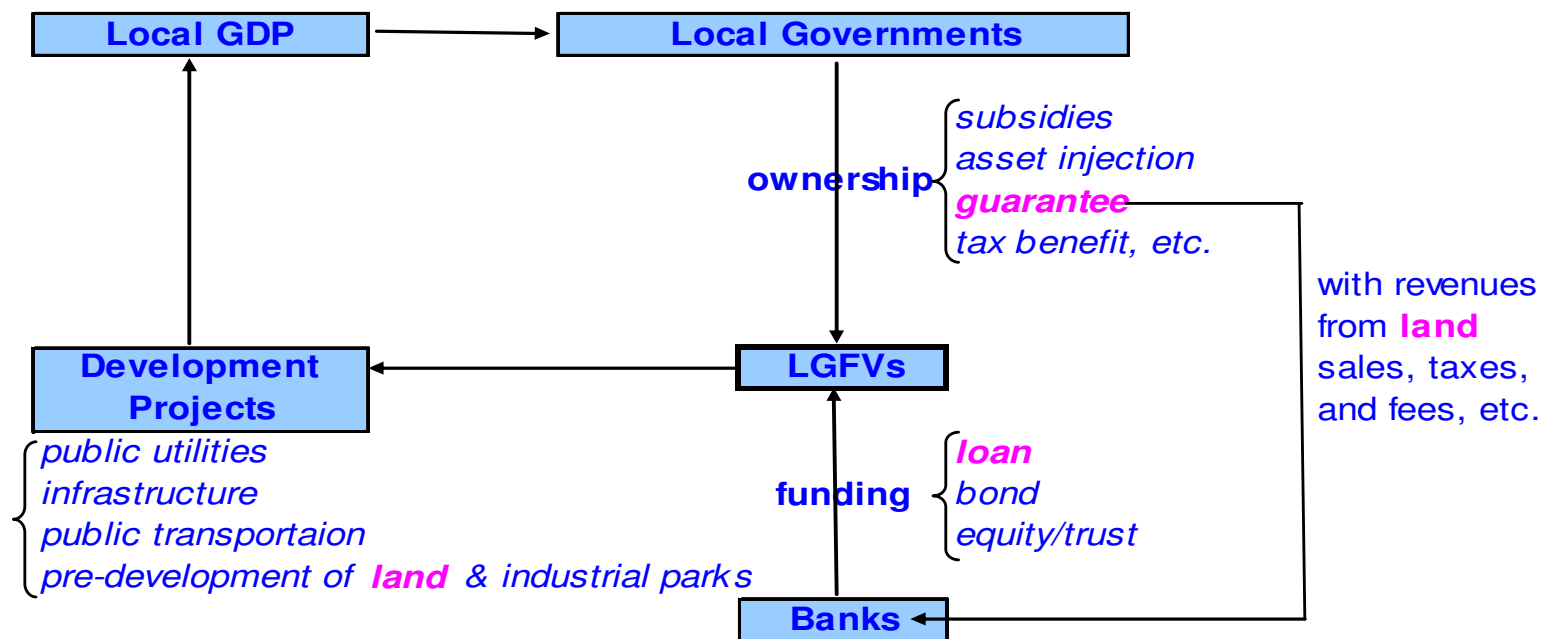 Local GDP
Local Governments
subsidies
asset injection
ownership
guarantee
tax benefit, etc.
with revenues
from land
sales, taxes,
and fees, etc.
Development
Projects
LGFVs
public utilities
infrastructure
public transportaion
pre-development of land & industrial parks
loan
funding
bond
equity/trust
Banks